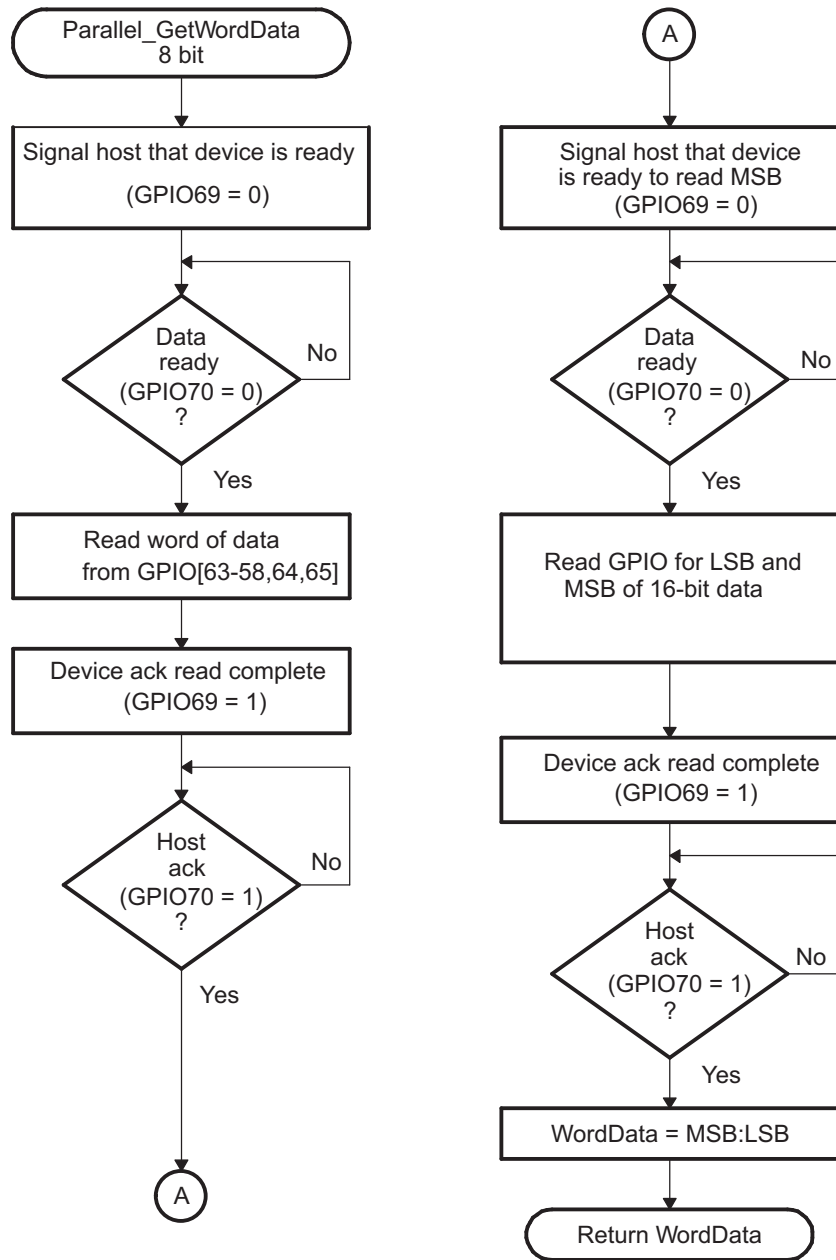 Parallel_GetWordData
8 bit
Signal host that device is ready
(GPIO69 = 0)
Data
ready
(GPIO70 = 0)
?
No
Yes
Read word of data
from GPIO[63-58,64,65]
Device ack read complete
(GPIO69 = 1)
Host
ack
(GPIO70 = 1)
?
No
Yes
A
A
Signal host that device
is ready to read MSB
(GPIO69 = 0)
Data
ready
(GPIO70 = 0)
?
No
Yes
Read GPIO for LSB and
MSB of 16-bit data
Device ack read complete
(GPIO69 = 1)
Host
ack
(GPIO70 = 1)
?
No
Yes
WordData = MSB:LSB
Return WordData